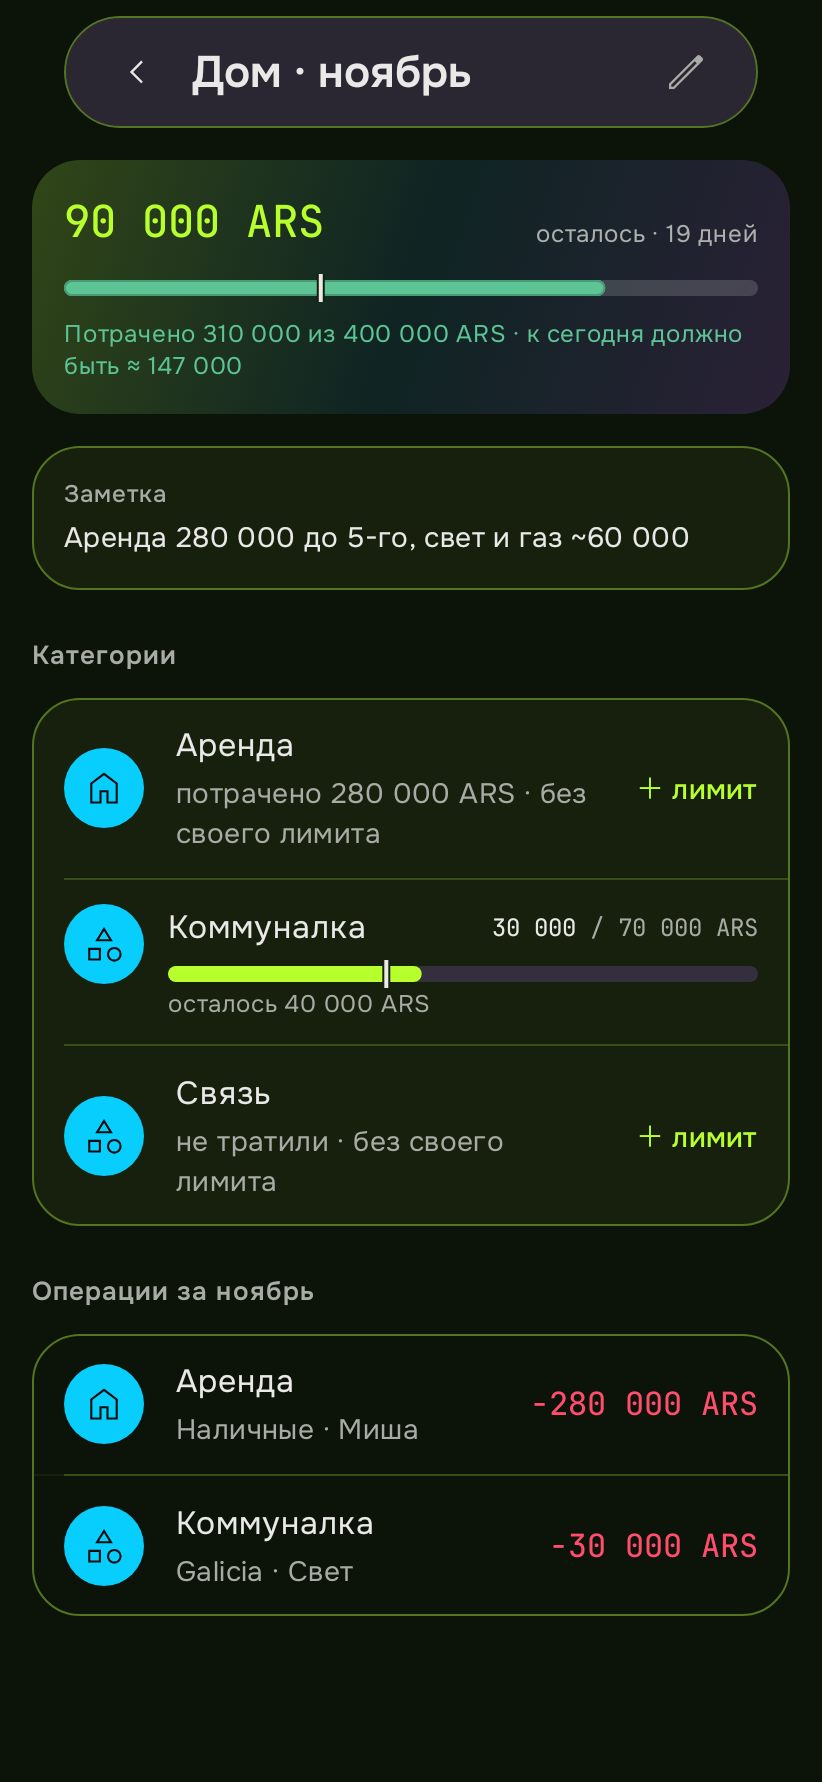 Дом · ноябрь
90 000 ARS
осталось · 19 дней
Потрачено 310 000 из 400 000 ARS · к сегодня должно
быть ≈ 147 000
Заметка
Аренда 280 000 до 5-го, свет и газ ~60 000
Категории
Аренда
потрачено 280 000 ARS · без
своего лимита
+ лимит
Коммуналка
30 000 / 70 000 ARS
осталось 40 000 ARS
Связь
не тратили · без своего
лимита
+ лимит
Операции за ноябрь
Аренда
Наличные · Миша
-280 000 ARS
Коммуналка
Galicia · Свет
-30 000 ARS